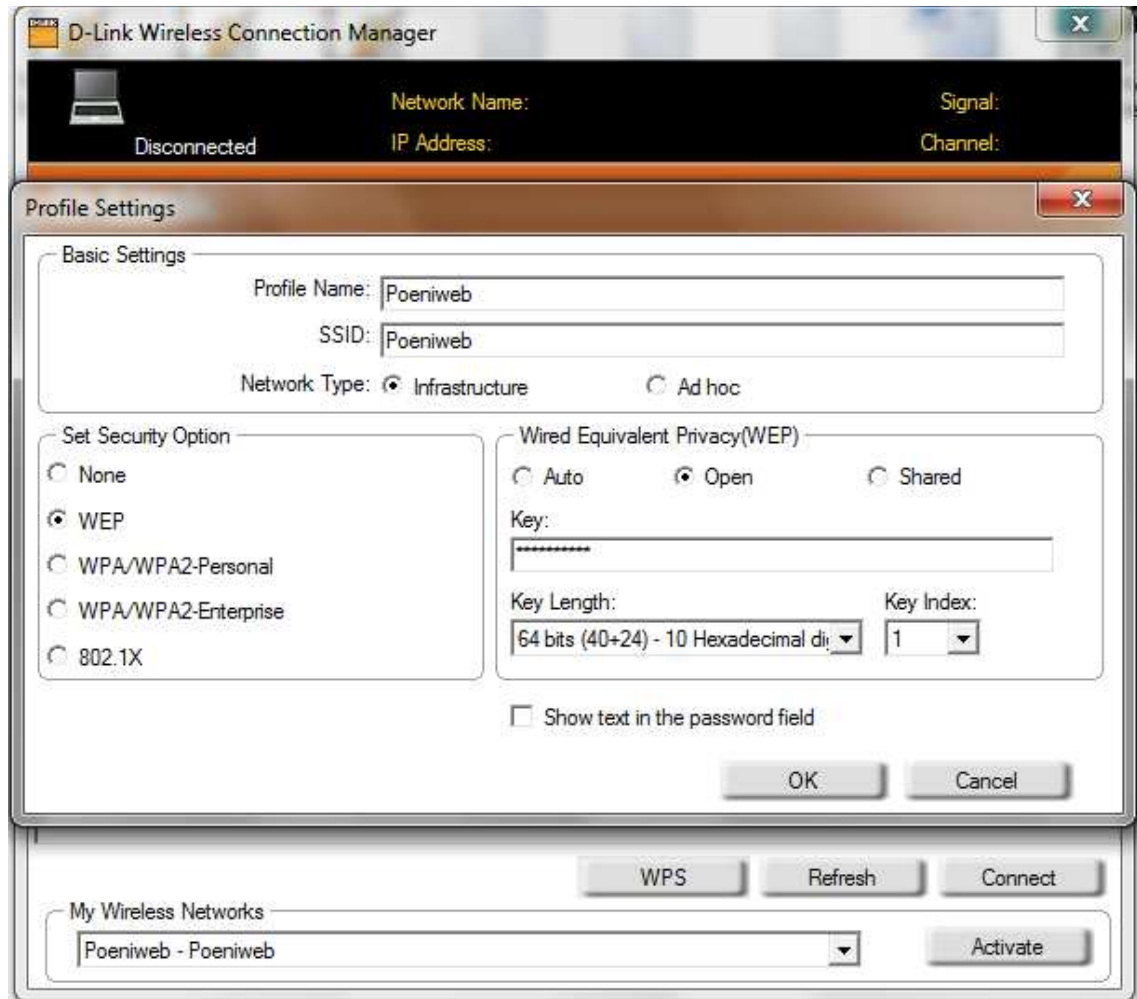 D-Link Wireless Connection Manager
Network Name:
Signal:
Disconnected
IP Address:
Channel:
Profile Settings
Basic Settings
Profile Name: Poeniweb
SSID: Poeniweb
Network Type: Infrastructure Ad hoc
Set Security Option
None
WEP
WPA/WPA2-Personal
WPA/WPA2-Enterprise
802.1X
Wired Equivalent Privacy(WEP)
Auto Open Shared
Key:
**********
Key Length:
Key Index:
64 bits (40+24) - 10 Hexadecimal di
1
Show text in the password field
OK
Cancel
WPS
Refresh
Connect
My Wireless Networks
Poeniweb - Poeniweb
Activate